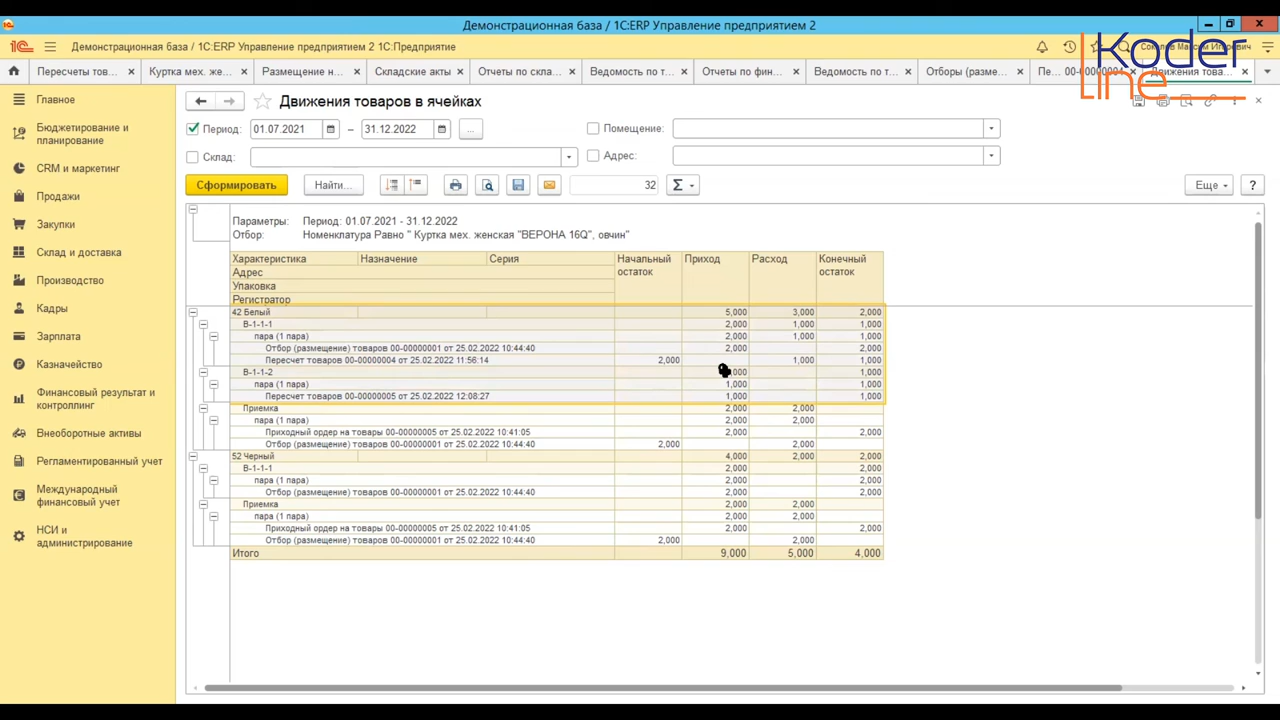 Демонстрационная база / 1С:ERP Управление предприятием 2
Демонстрационная база / 1С:ERP Управление предприятием 2 1С:Предприятие
Koder
line
Пересчеты тов...
Куртка мех. же...
Размещение н...
Складские акты
Отчеты по скла...
Ведомость по т...
Отчеты по фин...
Ведомость по т...
Отборы (разме...
Движения това...
Главное
Бюджетирование и
планирование
CRM и маркетинг
Продажи
Закупки
Склад и доставка
Производство
Кадры
Зарплата
Казначейство
Финансовый результат и
контроллинг
Внеоборотные активы
Регламентированный учет
Международный
финансовый учет
НСИ и
администрирование
Движения товаров в ячейках
Период: 01.07.2021 – 31.12.2022 ... Помещение:
Склад: Адрес:
Сформировать Найти... 32 Σ Еще ?
Параметры: Период: 01.07.2021 - 31.12.2022
Отбор: Номенклатура Равно " Куртка мех. женская "ВЕРОНА 16Q", овчин"
Характеристика Назначение Серия Начальный остаток Приход Расход Конечный остаток
Адрес
Упаковка
Регистратор
42 Белый 5,000 3,000 2,000
В-1-1-1 2,000 1,000 1,000
пара (1 пара) 2,000 1,000 1,000
Отбор (размещение) товаров 00-00000001 от 25.02.2022 10:44:40 2,000 2,000
Пересчет товаров 00-00000004 от 25.02.2022 11:56:14 2,000 1,000 1,000
В-1-1-2 1,000
пара (1 пара) 1,000 1,000
Пересчет товаров 00-00000005 от 25.02.2022 12:08:27 1,000 1,000
Приемка 2,000 2,000
пара (1 пара) 2,000 2,000
Приходный ордер на товары 00-00000005 от 25.02.2022 10:41:05 2,000 2,000
Отбор (размещение) товаров 00-00000001 от 25.02.2022 10:44:40 2,000 2,000
52 Черный 4,000 2,000 2,000
В-1-1-1 2,000 2,000
пара (1 пара) 2,000 2,000
Отбор (размещение) товаров 00-00000001 от 25.02.2022 10:44:40 2,000 2,000
Приемка 2,000 2,000
пара (1 пара) 2,000 2,000
Приходный ордер на товары 00-00000005 от 25.02.2022 10:41:05 2,000 2,000
Отбор (размещение) товаров 00-00000001 от 25.02.2022 10:44:40 2,000 2,000
Итого 9,000 5,000 4,000